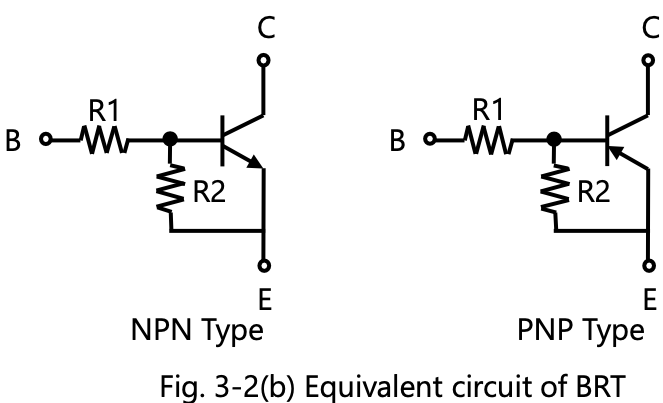 C
C
R1
R1
B
B
R2
R2
E
E
NPN Type
PNP Type
Fig. 3-2(b) Equivalent circuit of BRT